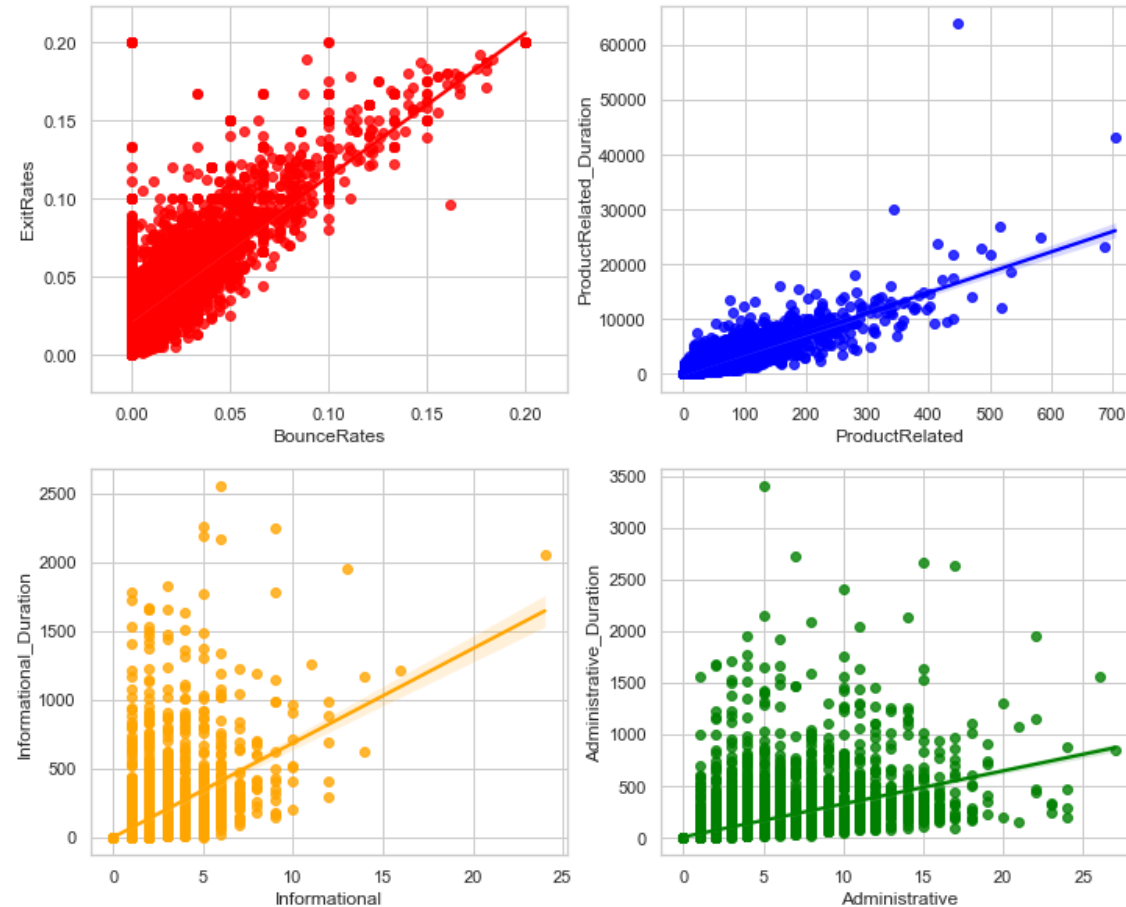 0.20
0.15
0.10
0.05
0.00
ExitRates
0.00 0.05 0.10 0.15 0.20
BounceRates
60000
50000
40000
30000
20000
10000
0
ProductRelated_Duration
0 100 200 300 400 500 600 700
ProductRelated
2500
2000
1500
1000
500
0
Informational_Duration
0 5 10 15 20 25
Informational
3500
3000
2500
2000
1500
1000
500
0
Administrative_Duration
0 5 10 15 20 25
Administrative